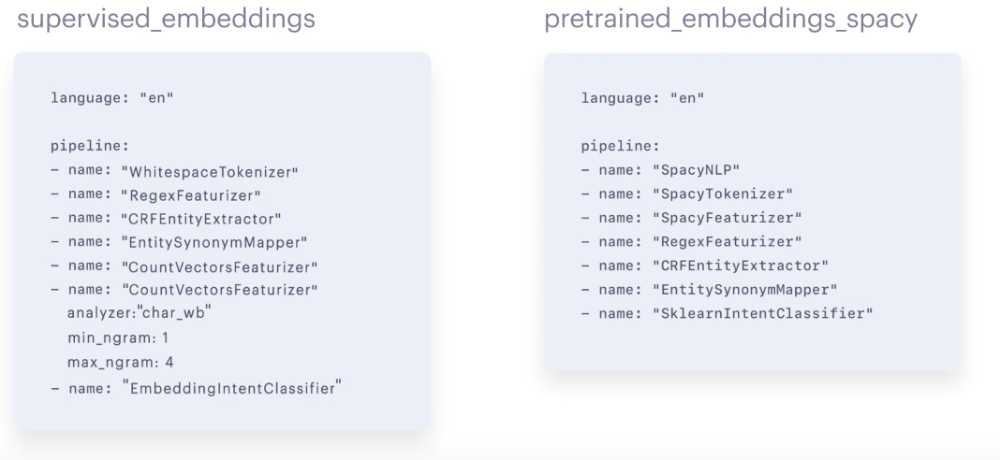 supervised_embeddings
language: "en"
pipeline:
– name: "WhitespaceTokenizer"
– name: "RegexFeaturizer"
– name: "CRFEntityExtractor"
– name: "EntitySynonymMapper"
– name: "CountVectorsFeaturizer"
– name: "CountVectorsFeaturizer"
analyzer:"char_wb"
min_ngram: 1
max_ngram: 4
– name: "EmbeddingIntentClassifier"
pretrained_embeddings_spacy
language: "en"
pipeline:
– name: "SpacyNLP"
– name: "SpacyTokenizer"
– name: "SpacyFeaturizer"
– name: "RegexFeaturizer"
– name: "CRFEntityExtractor"
– name: "EntitySynonymMapper"
– name: "SklearnIntentClassifier"